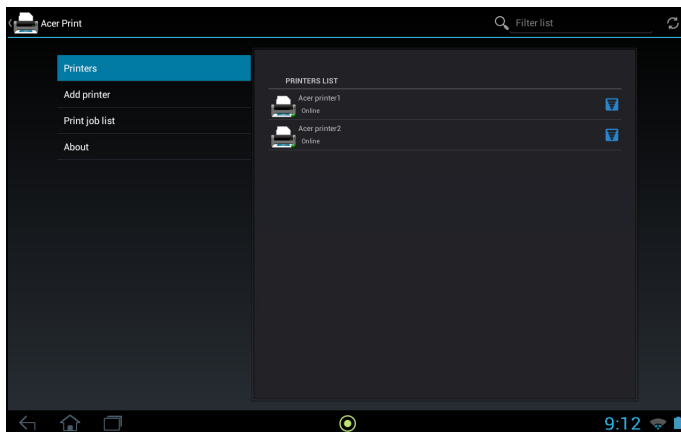 Acer Print
Filter list
Printers
Add printer
Print job list
About
PRINTERS LIST
Acer printer1
Online
Acer printer2
Online
9:12